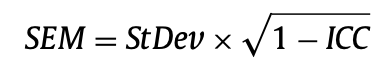 SEM = StDev × √1 − ICC